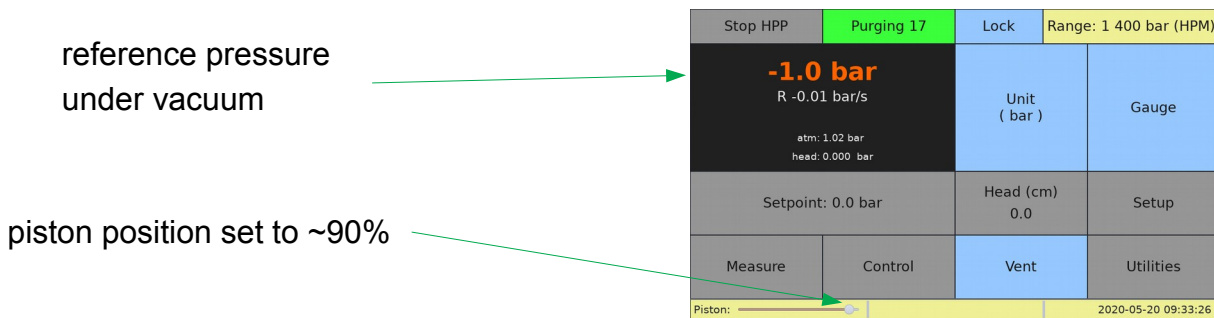 reference pressure
under vacuum
piston position set to ~90%
Stop HPP
Purging 17
Lock
Range: 1 400 bar (HPM)
-1.0 bar
R -0.01 bar/s
atm: 1.02 bar
head: 0.000 bar
Unit
( bar )
Gauge
Setpoint: 0.0 bar
Head (cm)
0.0
Setup
Measure
Control
Vent
Utilities
Piston:
2020-05-20 09:33:26